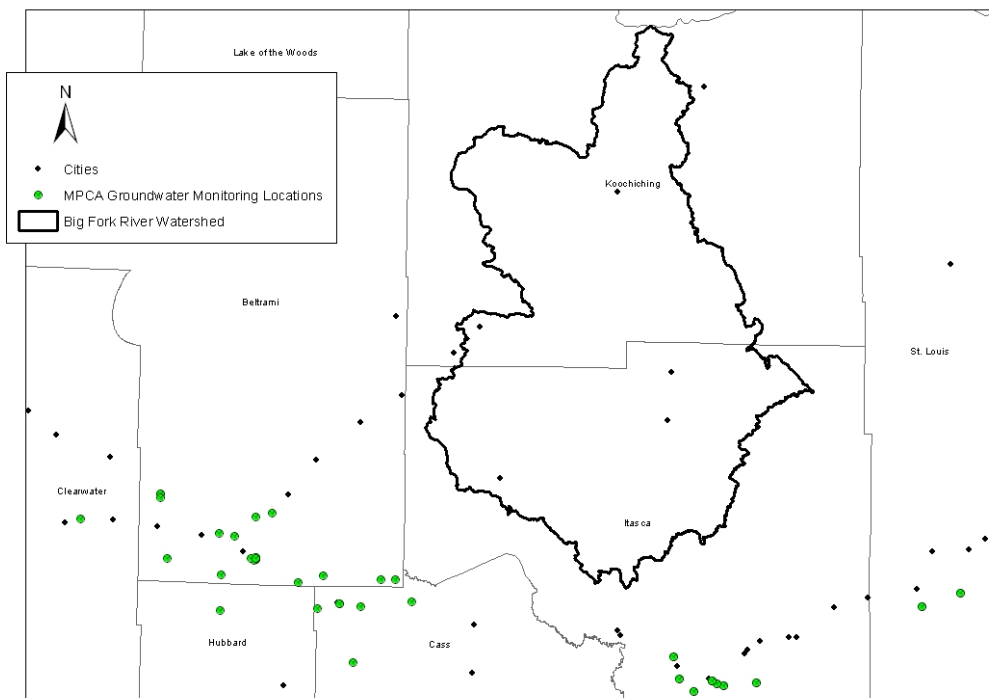 Lake of the Woods
N
Cities
MPCA Groundwater Monitoring Locations
Big Fork River Watershed
Koochiching
Beltrami
St. Louis
Clearwater
Itasca
Hubbard
Cass